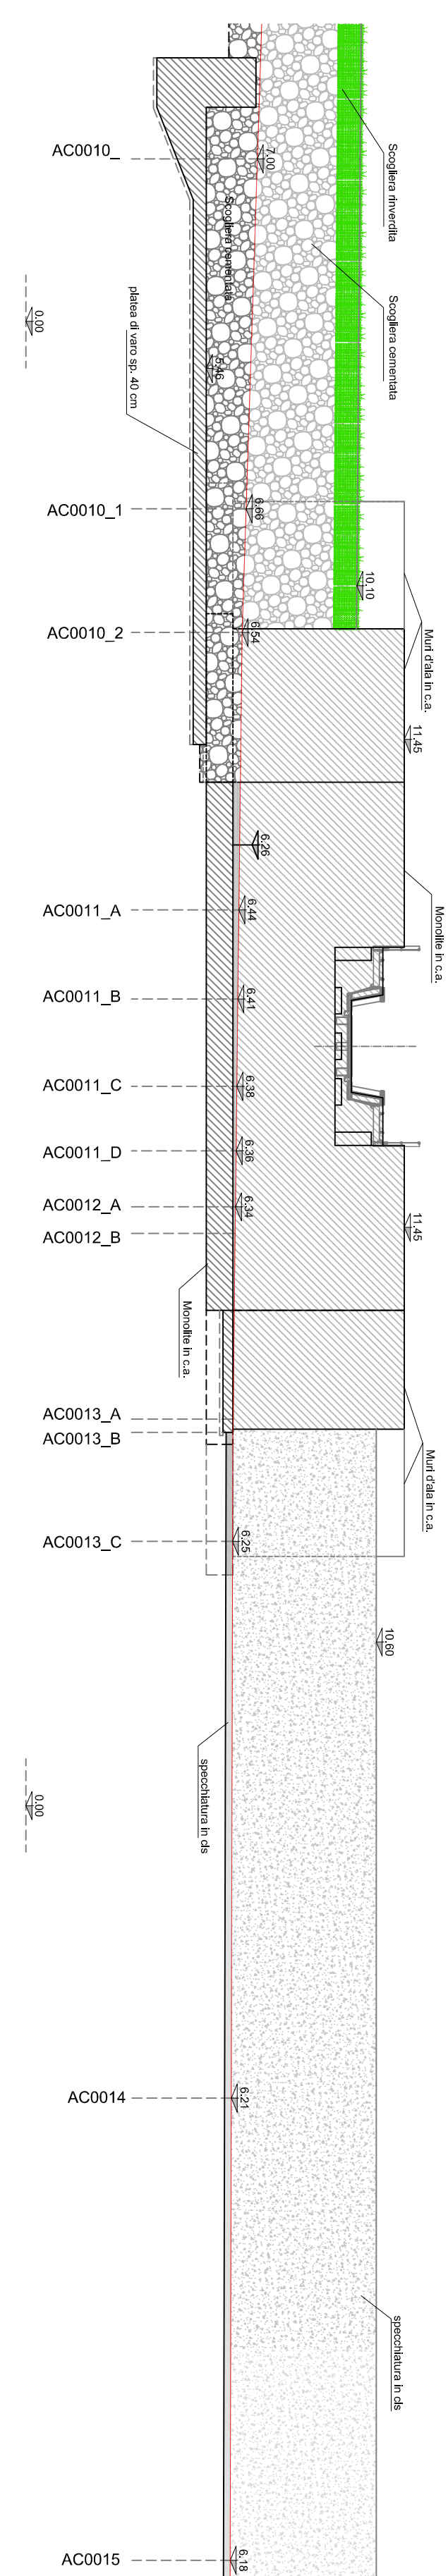 Scogliera rinverdita
AC0010_
7.00
Scogliera cementata
Scogliera cementata
platea di varo sp. 40 cm
0.00
5.46
AC0010_1
6.66
10.10
AC0010_2
6.54
Muri d'ala in c.a.
11.45
6.26
AC0011_A
6.44
Monolite in c.a.
AC0011_B
6.41
AC0011_C
6.38
AC0011_D
6.36
AC0012_A
6.34
11.45
AC0012_B
Monolite in c.a.
AC0013_A
AC0013_B
Muri d'ala in c.a.
AC0013_C
6.25
10.60
specchiatura in cls
0.00
AC0014
6.21
specchiatura in cls
AC0015
6.18